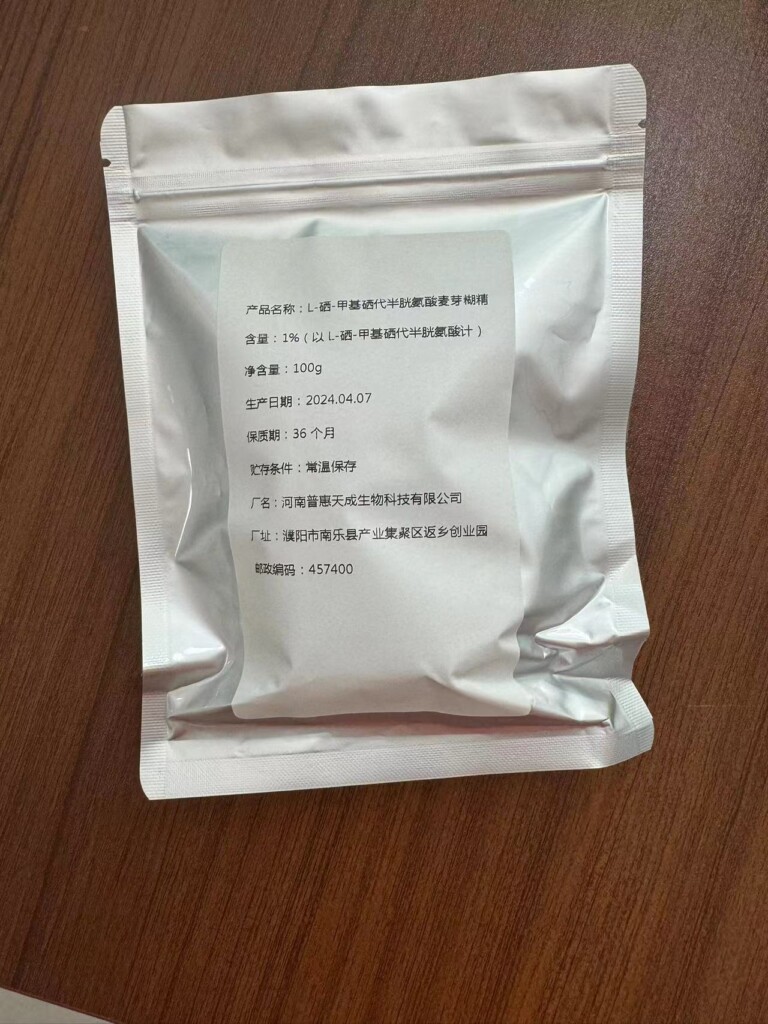 产品名称：L-硒-甲基硒代半胱氨酸麦芽糊精
含量：1%（以 L-硒-甲基硒代半胱氨酸计）
净含量：100g
生产日期：2024.04.07
保质期：36 个月
贮存条件：常温保存
厂名：河南普惠天成生物科技有限公司
厂址：濮阳市南乐县产业集聚区返乡创业园
邮政编码：457400